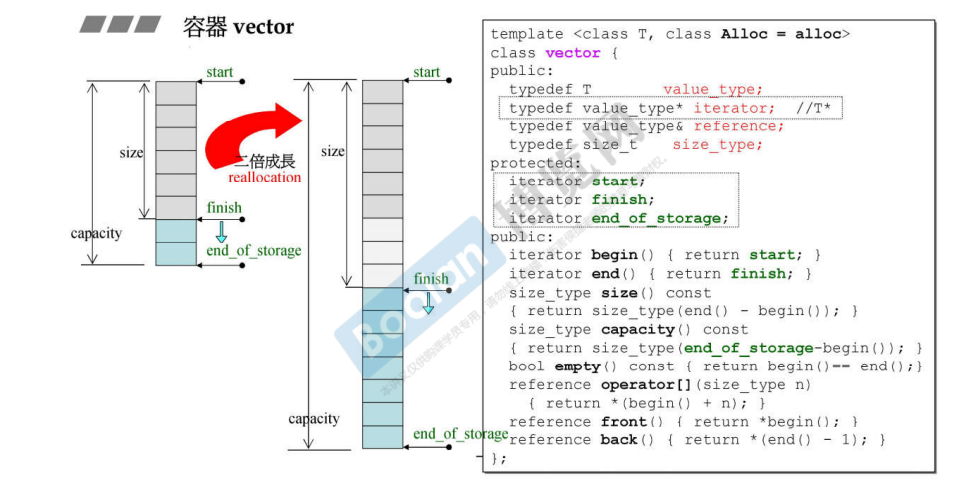 容器 vector
start
size
二倍成長
reallocation
finish
capacity
end_of_storage
start
size
finish
capacity
end_of_storage
template <class T, class Alloc = alloc>
class vector {
public:
typedef T value_type;
typedef value_type* iterator; //T*
typedef value_type& reference;
typedef size_t size_type;
protected:
iterator start;
iterator finish;
iterator end_of_storage;
public:
iterator begin() { return start; }
iterator end() { return finish; }
size_type size() const
{ return size_type(end() - begin()); }
size_type capacity() const
{ return size_type(end_of_storage-begin()); }
bool empty() const { return begin()== end();}
reference operator[](size_type n)
{ return *(begin() + n); }
reference front() { return *begin(); }
reference back() { return *(end() - 1); }
};
Boolan 博览网